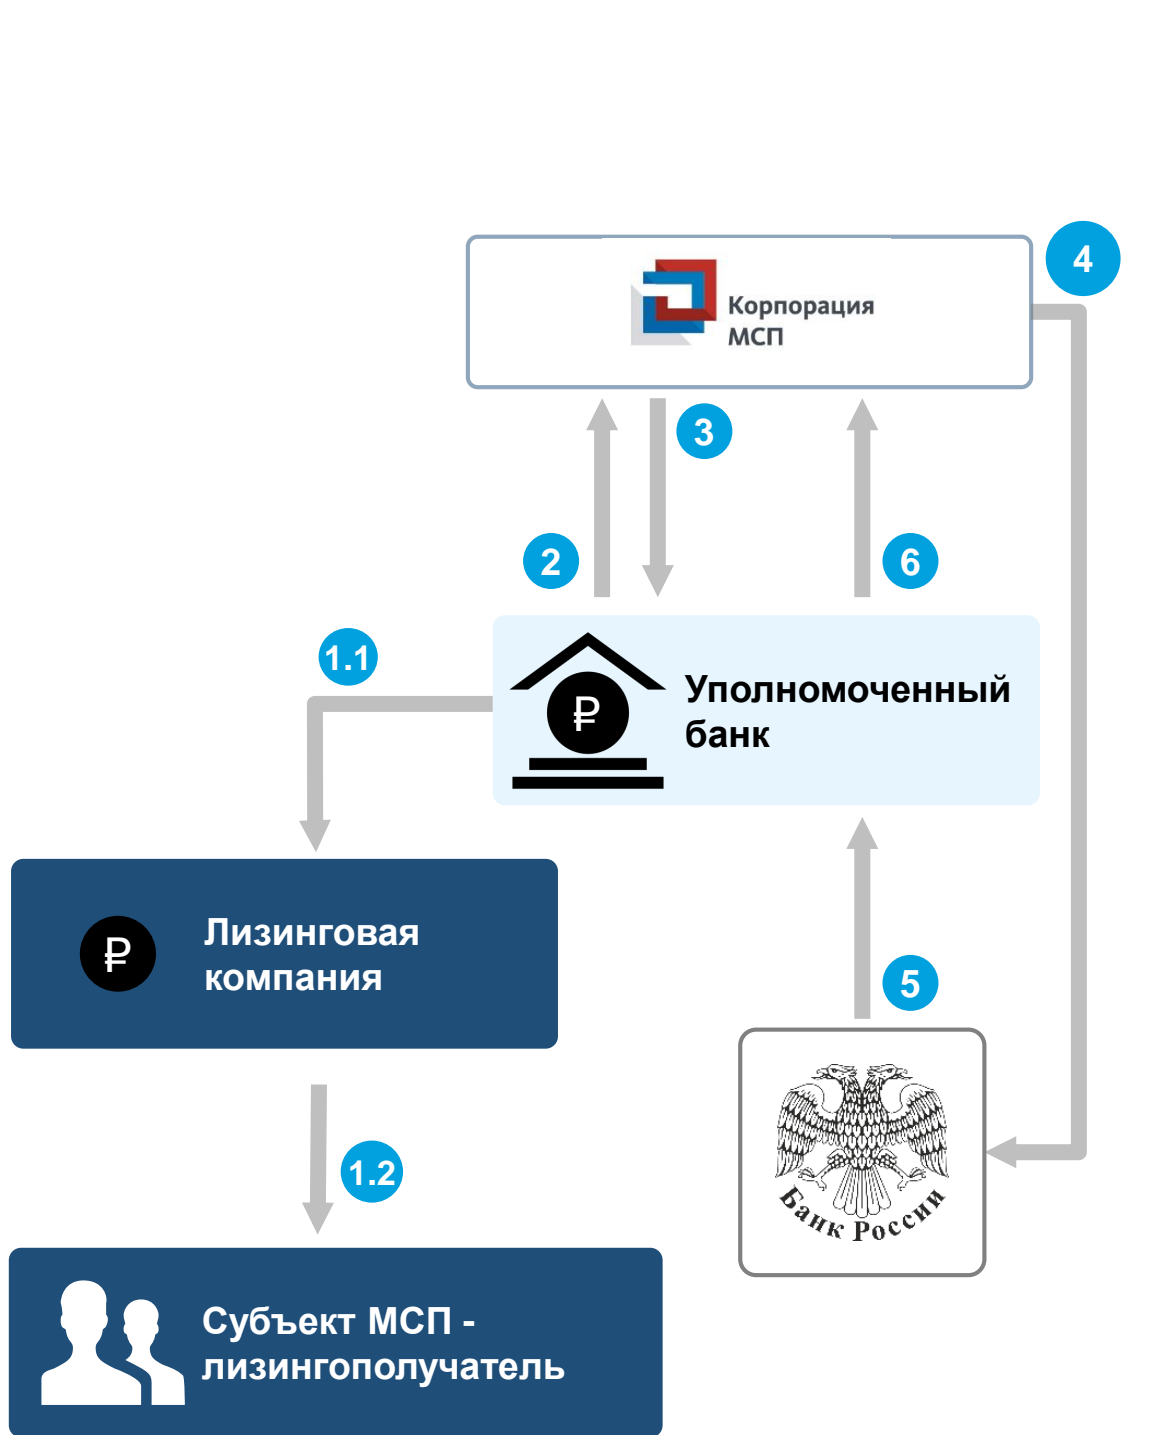 4
Корпорация
МСП
3
2
6
1.1
₽
Уполномоченный
банк
₽
Лизинговая
компания
5
1.2
Банк России
Субъект МСП -
лизингополучатель